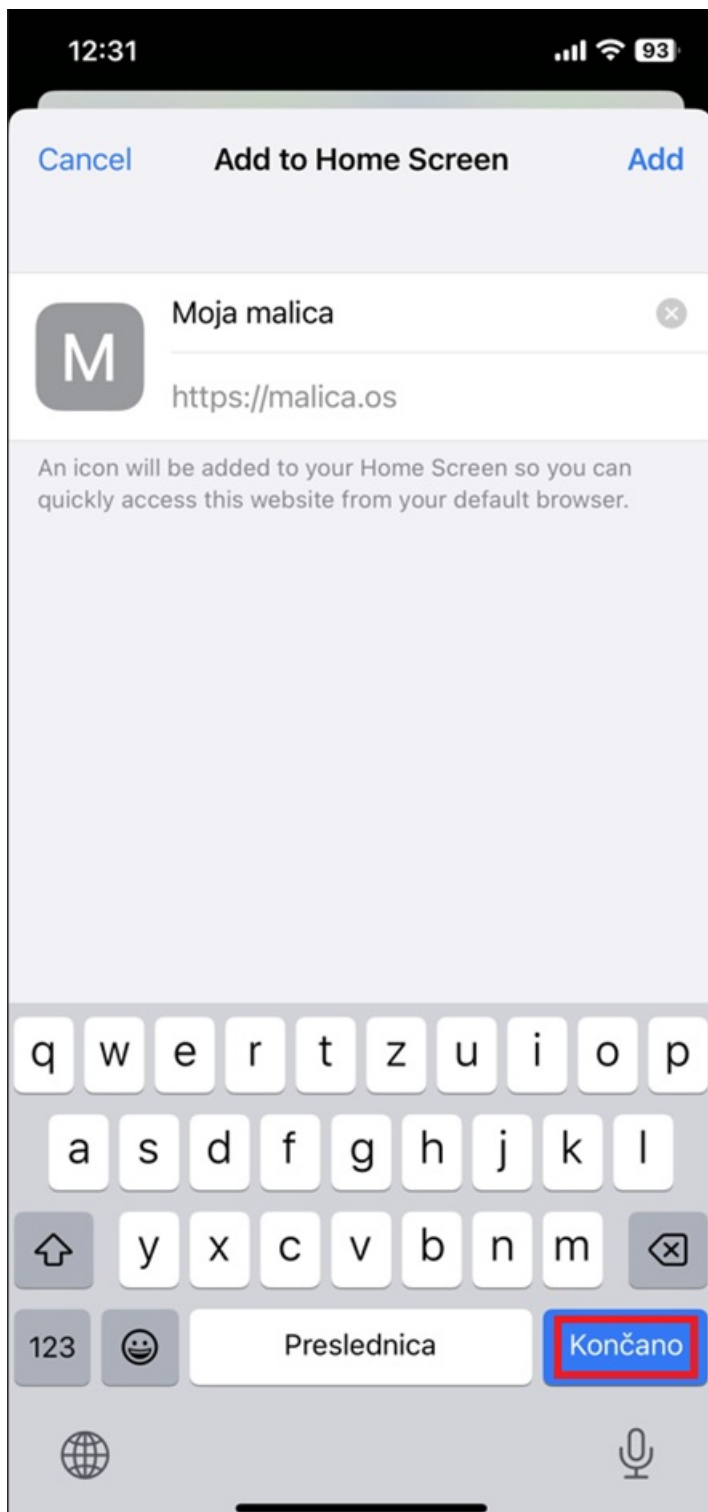 12:31
93
Cancel Add to Home Screen Add
M
Moja malica
https://malica.os
An icon will be added to your Home Screen so you can
quickly access this website from your default browser.
q w e r t z u i o p
a s d f g h j k l
y x c v b n m
123 Preslednica Končano